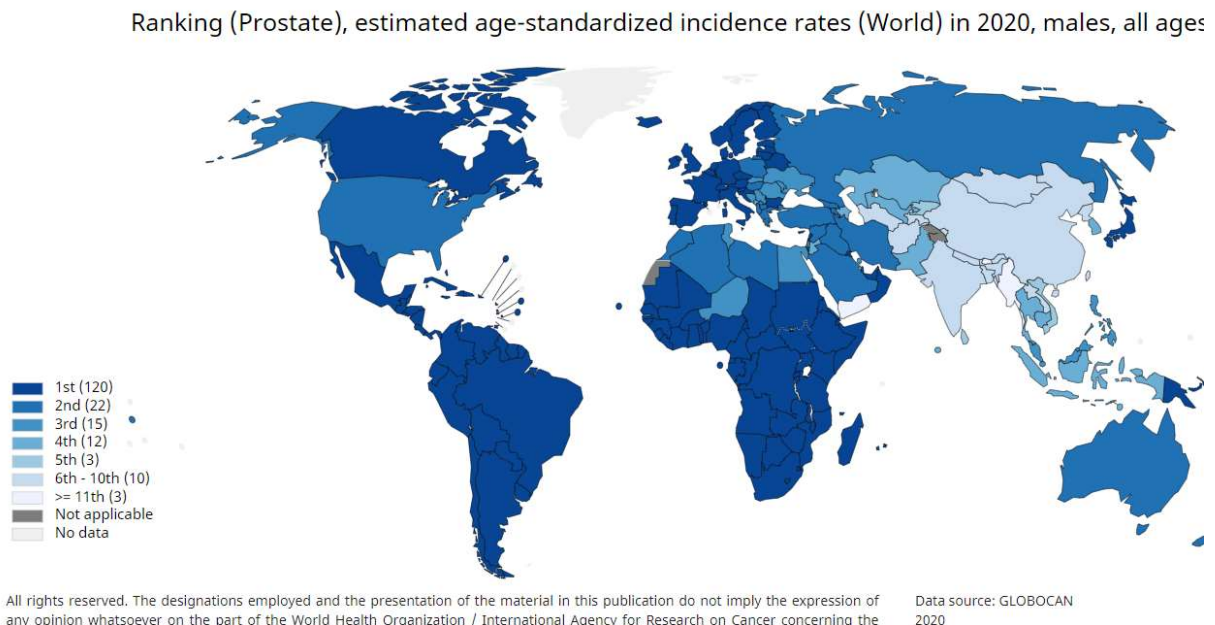 Ranking (Prostate), estimated age-standardized incidence rates (World) in 2020, males, all ages
1st (120)
2nd (22)
3rd (15)
4th (12)
5th (3)
6th - 10th (10)
>= 11th (3)
Not applicable
No data
All rights reserved. The designations employed and the presentation of the material in this publication do not imply the expression of
any opinion whatsoever on the part of the World Health Organization / International Agency for Research on Cancer concerning the
Data source: GLOBOCAN
2020